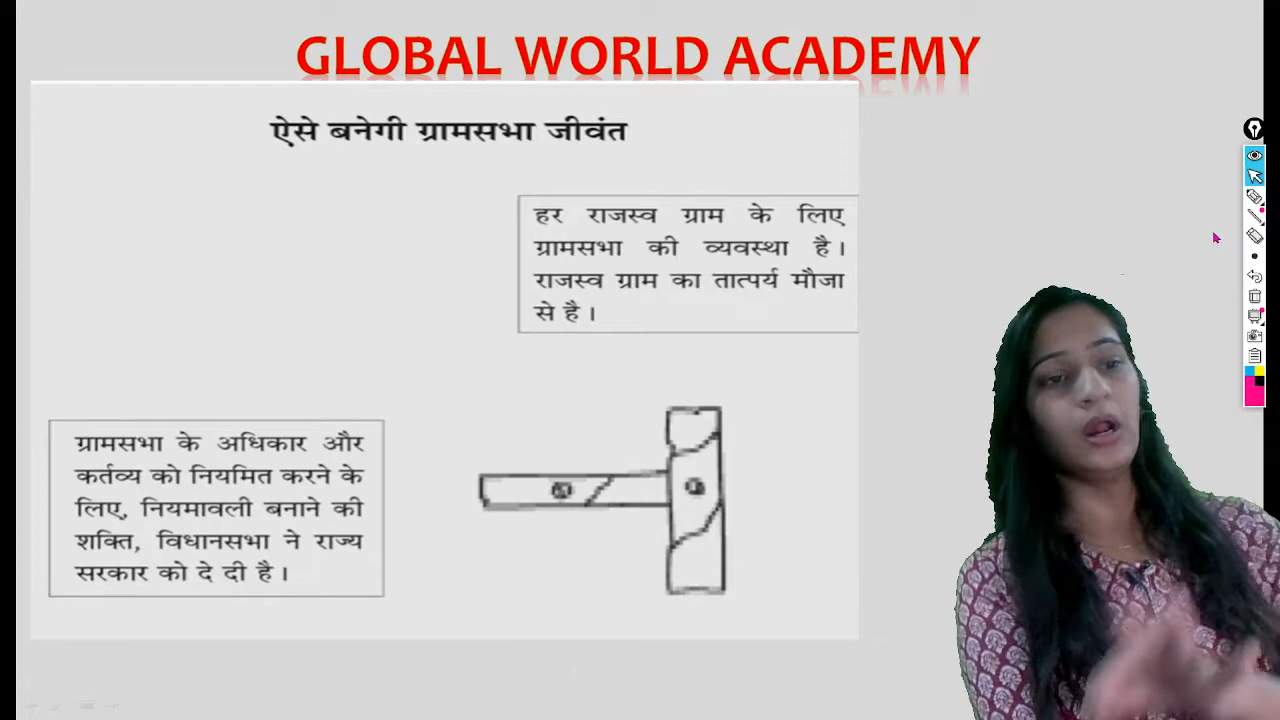 GLOBAL WORLD ACADEMY
ऐसे बनेगी ग्रामसभा जीवंत
हर राजस्व ग्राम के लिए
ग्रामसभा की व्यवस्था है।
राजस्व ग्राम का तात्पर्य मौजा
से है।
ग्रामसभा के अधिकार और
कर्तव्य को नियमित करने के
लिए, नियमावली बनाने की
शक्ति, विधानसभा ने राज्य
सरकार को दे दी है।